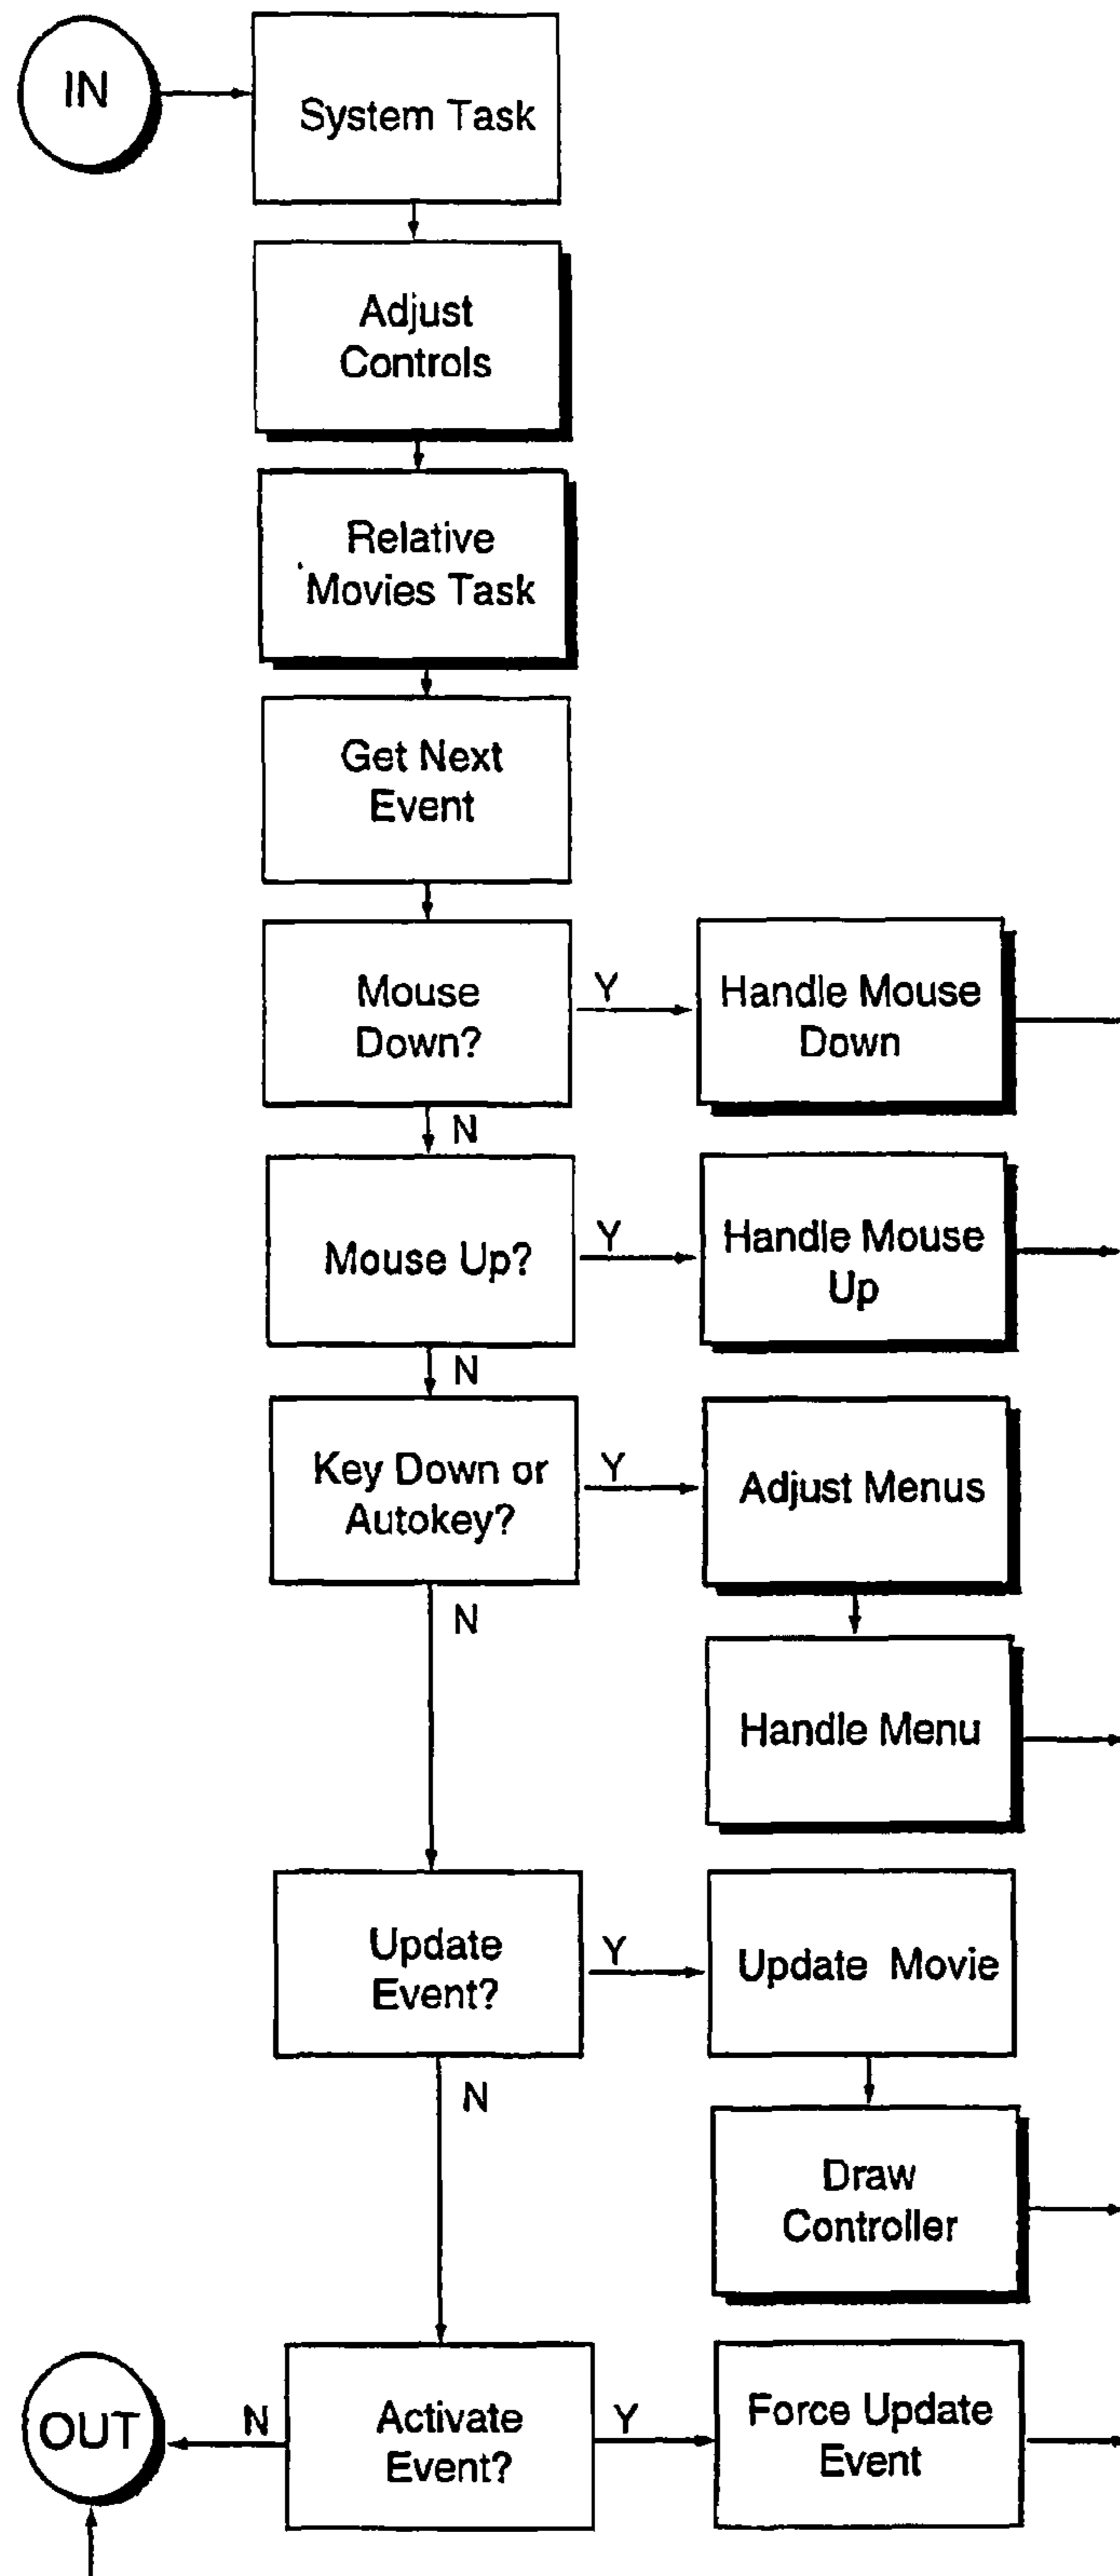 IN
System Task
Adjust
Controls
Relative
Movies Task
Get Next
Event
Mouse
Down?
Y
Handle Mouse
Down
N
Mouse Up?
Y
Handle Mouse
Up
N
Key Down or
Autokey?
Y
Adjust Menus
N
Handle Menu
Update
Event?
Y
Update Movie
N
Draw
Controller
OUT
N
Activate
Event?
Y
Force Update
Event